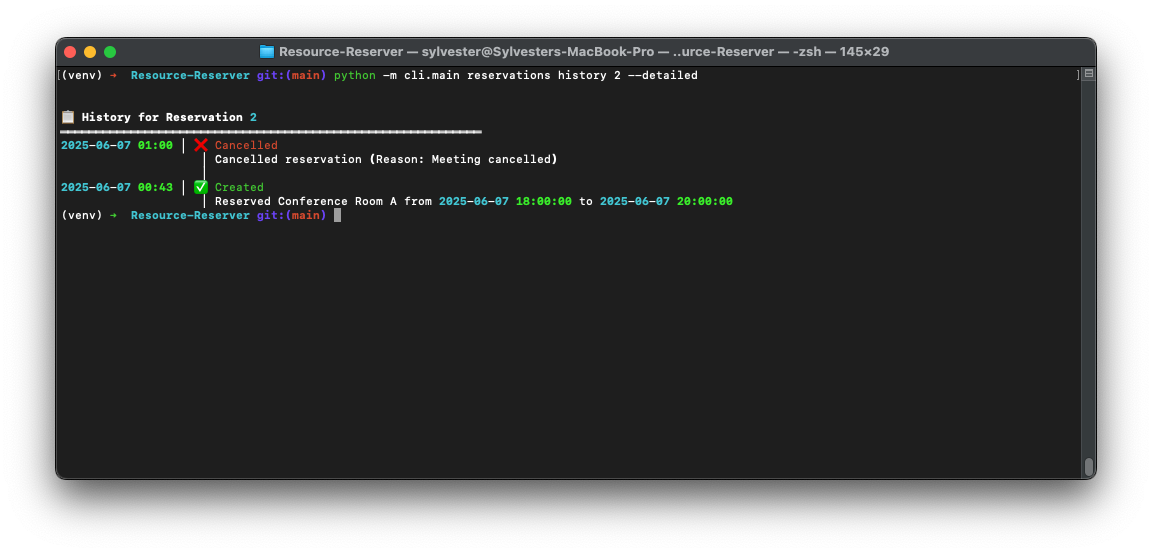 Resource-Reserver — sylvester@Sylvesters-MacBook-Pro — ..urce-Reserver — -zsh — 145×29
[(venv) → Resource-Reserver git:(main) python -m cli.main reservations history 2 --detailed ]
📋 History for Reservation 2
════════════════════════════════════════════════════════════
2025-06-07 01:00 │ ❌ Cancelled
│ Cancelled reservation (Reason: Meeting cancelled)
│
2025-06-07 00:43 │ ✅ Created
│ Reserved Conference Room A from 2025-06-07 18:00:00 to 2025-06-07 20:00:00
(venv) → Resource-Reserver git:(main)